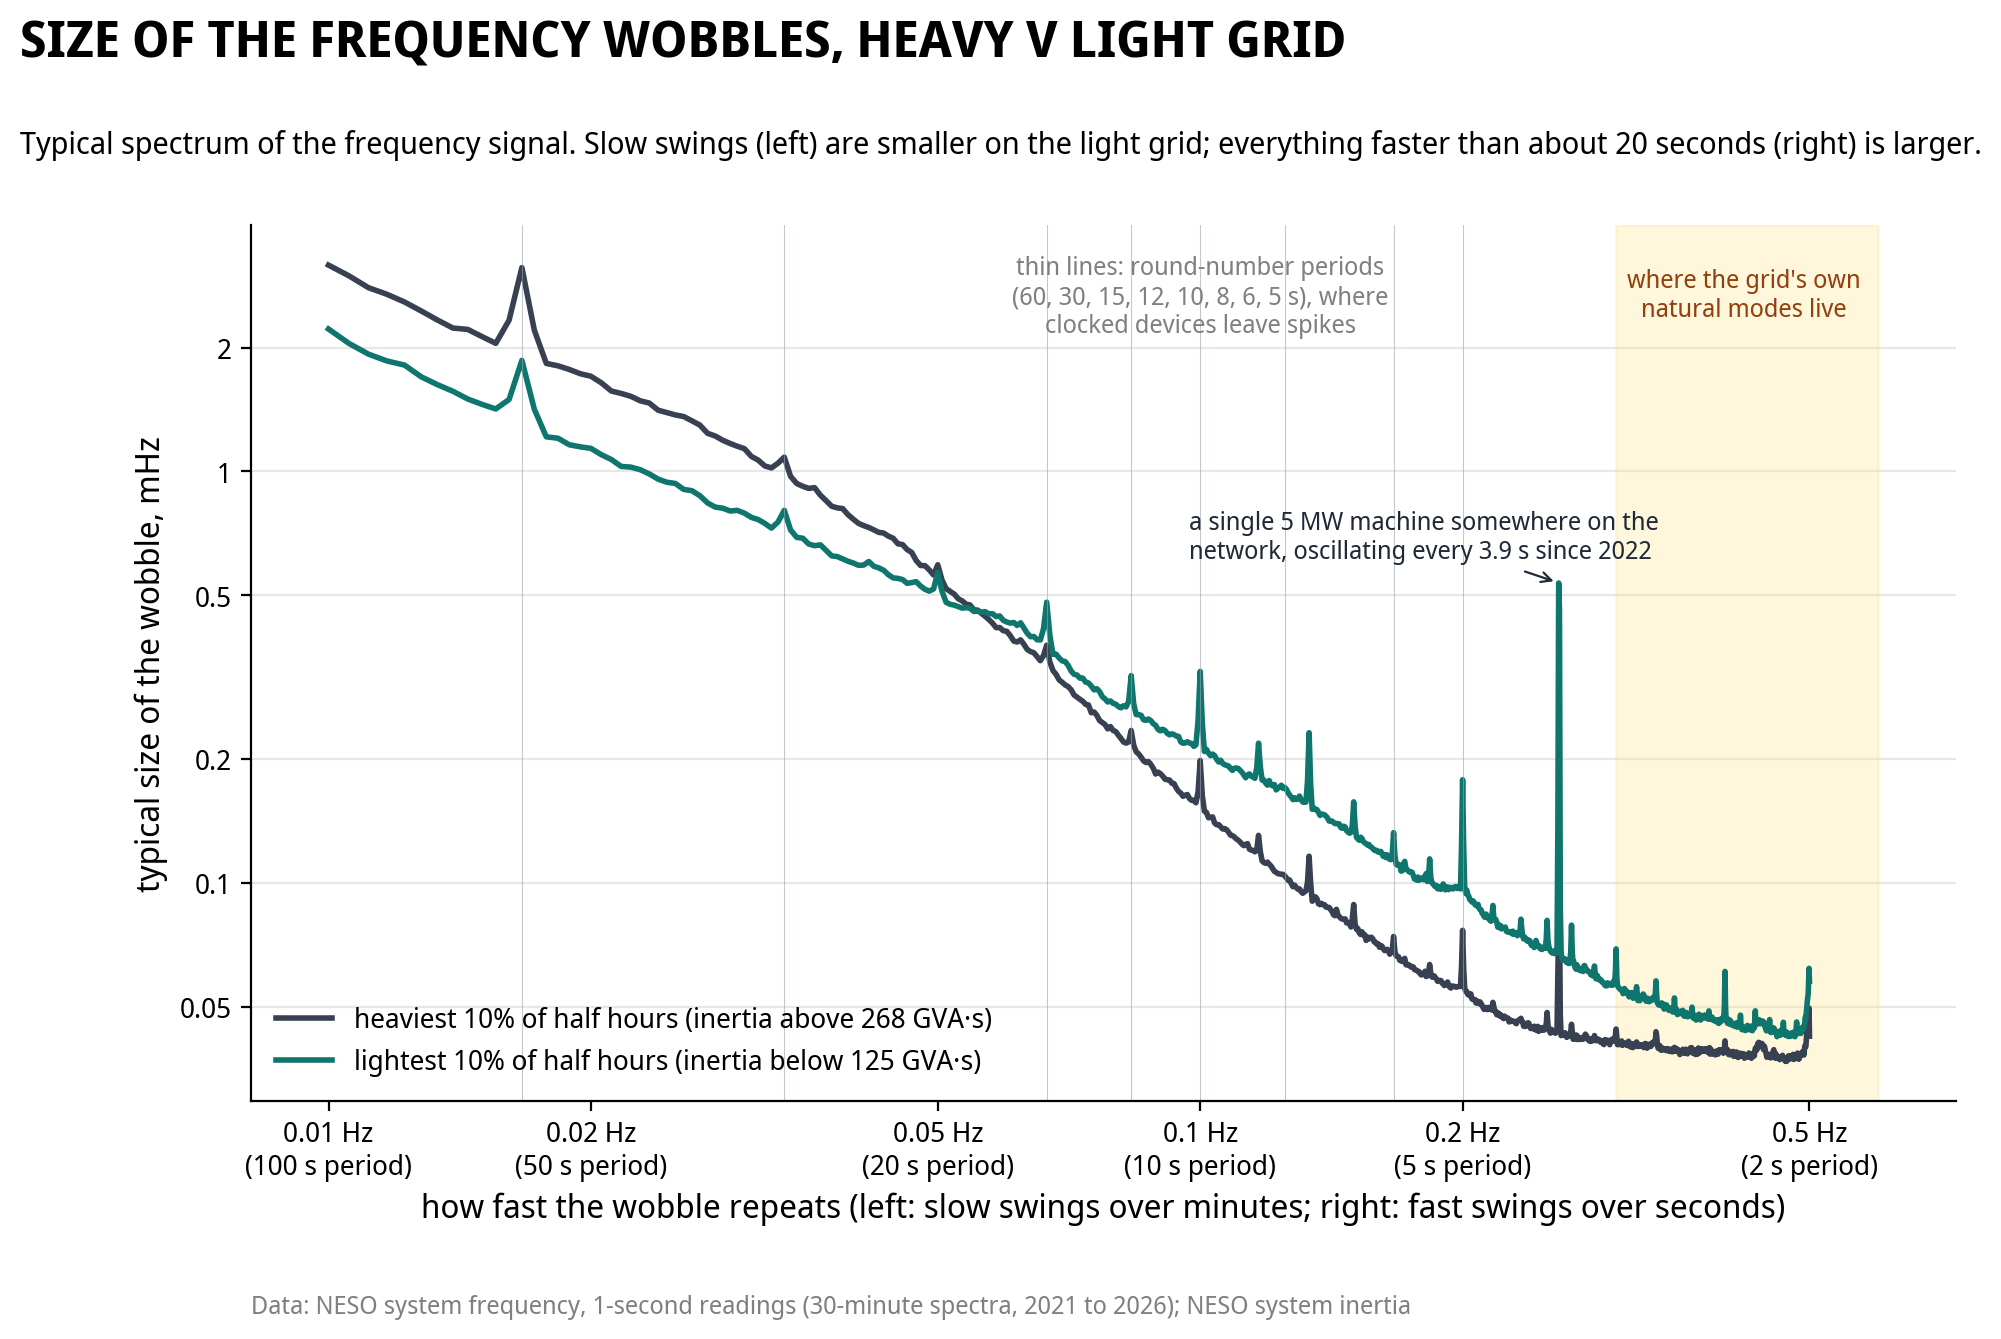 SIZE OF THE FREQUENCY WOBBLES, HEAVY V LIGHT GRID
Typical spectrum of the frequency signal. Slow swings (left) are smaller on the light grid; everything faster than about 20 seconds (right) is larger.
thin lines: round-number periods
(60, 30, 15, 12, 10, 8, 6, 5 s), where
clocked devices leave spikes
where the grid's own
natural modes live
a single 5 MW machine somewhere on the
network, oscillating every 3.9 s since 2022
typical size of the wobble, mHz
2
1
0.5
0.2
0.1
0.05
heaviest 10% of half hours (inertia above 268 GVA·s)
lightest 10% of half hours (inertia below 125 GVA·s)
0.01 Hz
(100 s period)
0.02 Hz
(50 s period)
0.05 Hz
(20 s period)
0.1 Hz
(10 s period)
0.2 Hz
(5 s period)
0.5 Hz
(2 s period)
how fast the wobble repeats (left: slow swings over minutes; right: fast swings over seconds)
Data: NESO system frequency, 1-second readings (30-minute spectra, 2021 to 2026); NESO system inertia